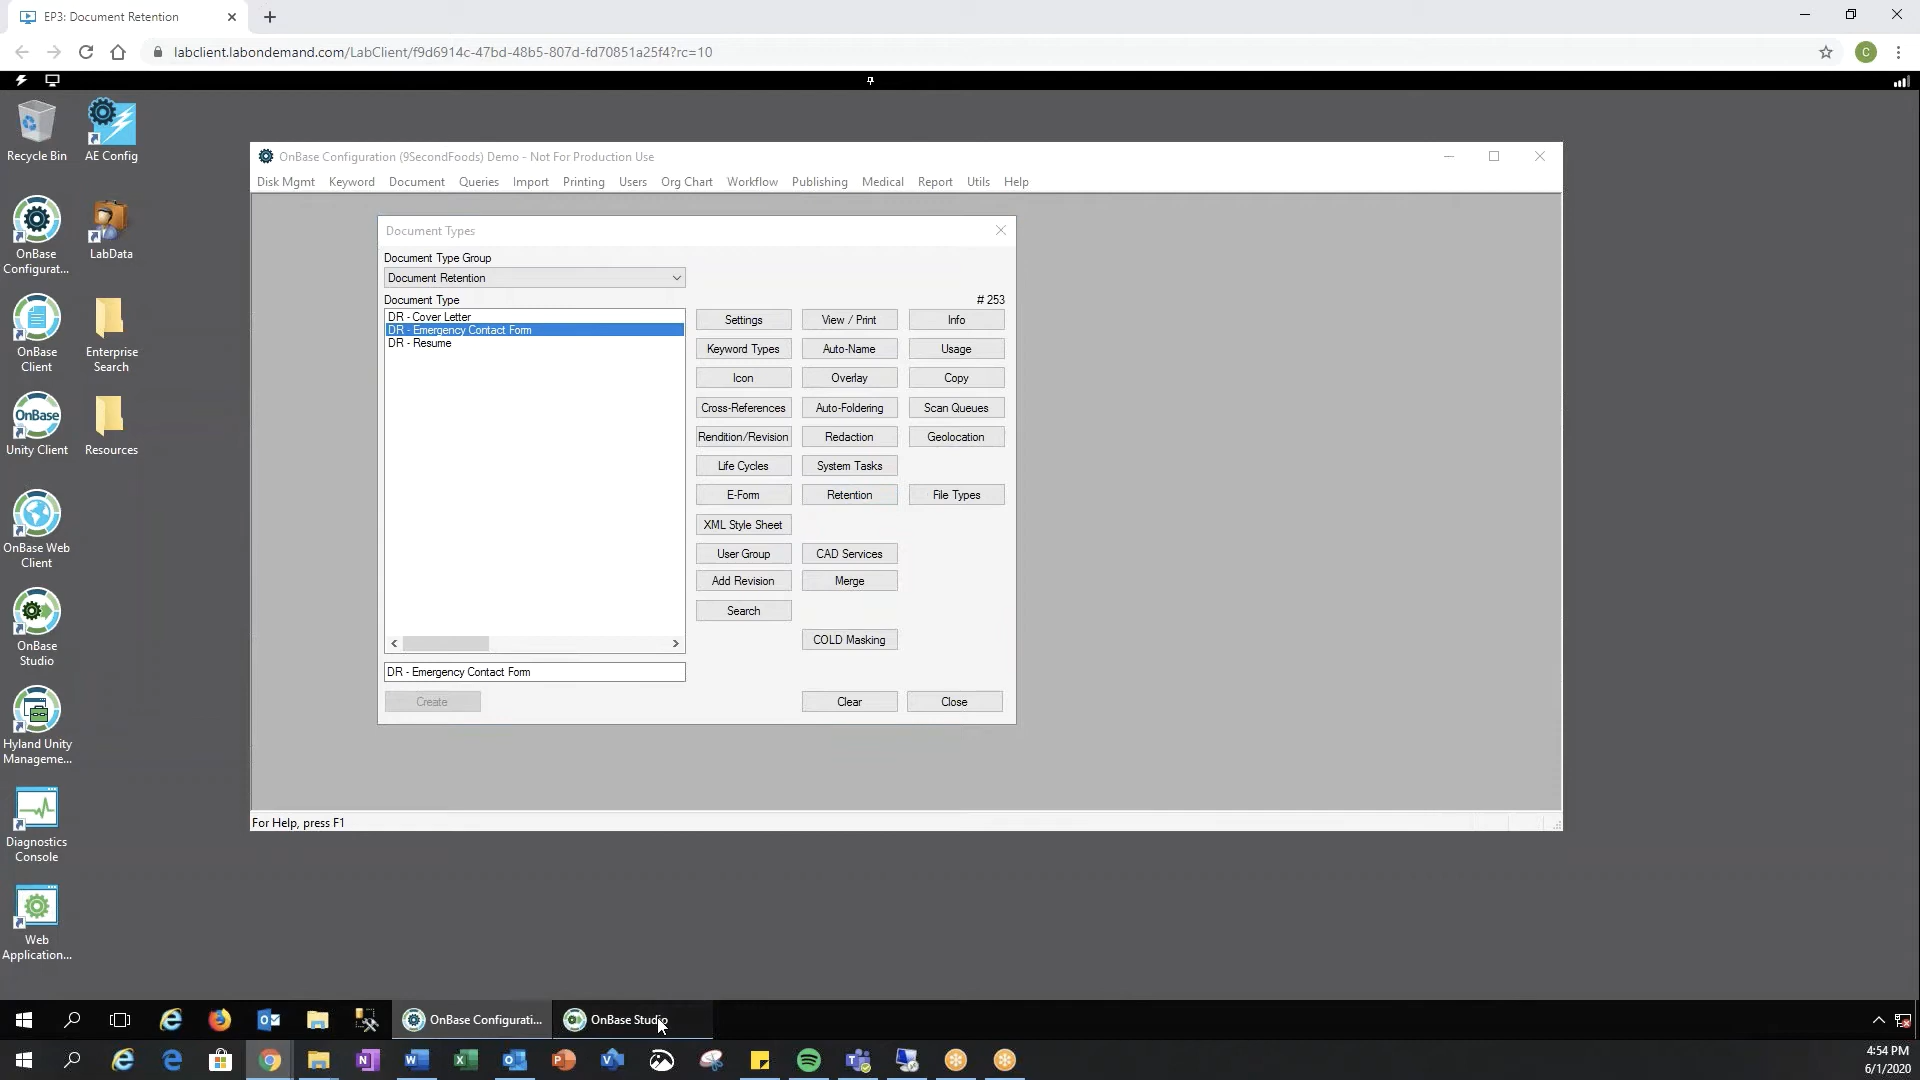 EP3: Document Retention
labclient.labondemand.com/LabClient/f9d6914c-47bd-48b5-807d-fd70851a25f4?rc=10
C
Recycle Bin
AE Config
OnBase
Configurat...
LabData
OnBase
Client
Enterprise
Search
OnBase
Unity Client
Resources
OnBase Web
Client
OnBase
Studio
Hyland Unity
Manageme...
Diagnostics
Console
Web
Application...
OnBase Configuration (9SecondFoods) Demo - Not For Production Use
Disk Mgmt Keyword Document Queries Import Printing Users Org Chart Workflow Publishing Medical Report Utils Help
Document Types
Document Type Group
Document Retention
Document Type
# 253
DR - Cover Letter
DR - Emergency Contact Form
DR - Resume
Settings View / Print Info
Keyword Types Auto-Name Usage
Icon Overlay Copy
Cross-References Auto-Foldering Scan Queues
Rendition/Revision Redaction Geolocation
Life Cycles System Tasks
E-Form Retention File Types
XML Style Sheet
User Group CAD Services
Add Revision Merge
Search
COLD Masking
DR - Emergency Contact Form
Create Clear Close
For Help, press F1
OnBase Configurati...
OnBase Studio
4:54 PM
6/1/2020